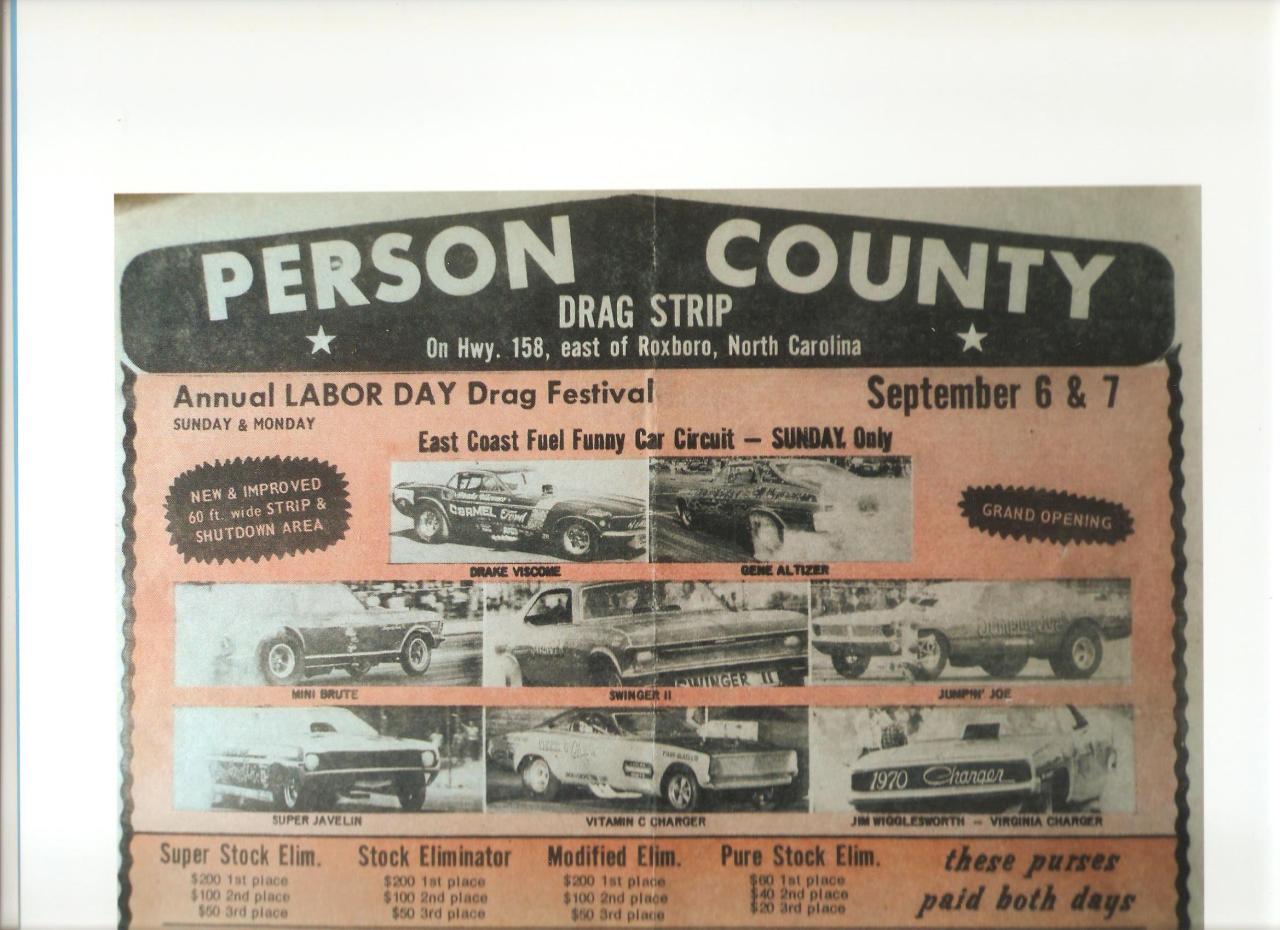 PERSON COUNTY
DRAG STRIP
On Hwy. 158, east of Roxboro, North Carolina
Annual LABOR DAY Drag Festival
September 6 & 7
SUNDAY & MONDAY
East Coast Fuel Funny Car Circuit — SUNDAY Only
NEW & IMPROVED
60 ft. wide STRIP &
SHUTDOWN AREA
GRAND OPENING
CARMEL Ford
DRAKE VISCOME
GENE ALTIZER
SWINGER II
Jumpin Joe
MINI BRUTE
SWINGER II
JUMPIN' JOE
1970 Charger
SUPER JAVELIN
VITAMIN C CHARGER
JIM WIGGLESWORTH — VIRGINIA CHARGER
Super Stock Elim.
$200 1st place
$100 2nd place
$50 3rd place
Stock Eliminator
$200 1st place
$100 2nd place
$50 3rd place
Modified Elim.
$200 1st place
$100 2nd place
$50 3rd place
Pure Stock Elim.
$60 1st place
$40 2nd place
$20 3rd place
these purses
paid both days